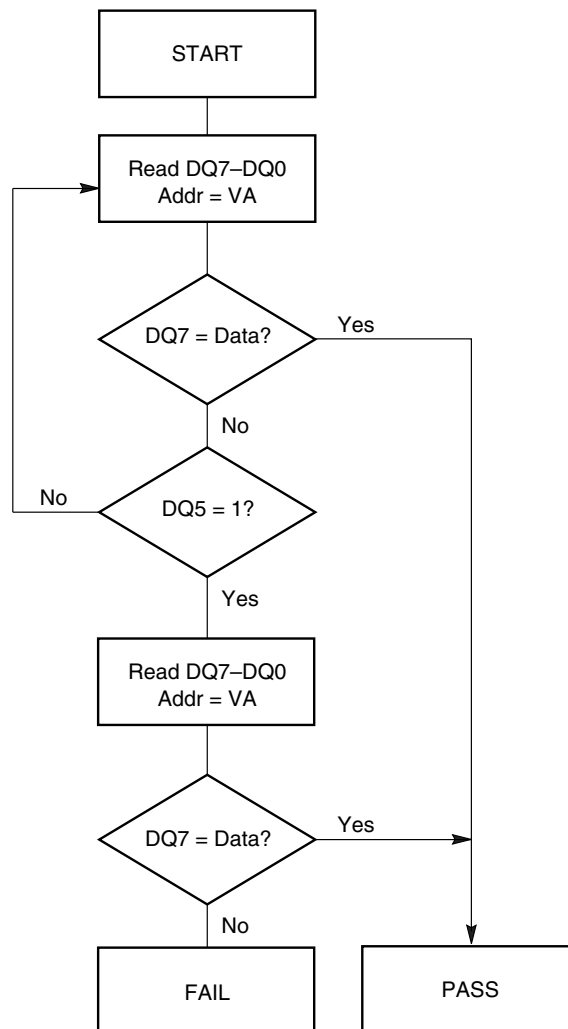 START
Read DQ7–DQ0
Addr = VA
DQ7 = Data?
Yes
No
No
DQ5 = 1?
Yes
Read DQ7–DQ0
Addr = VA
DQ7 = Data?
Yes
No
FAIL
PASS